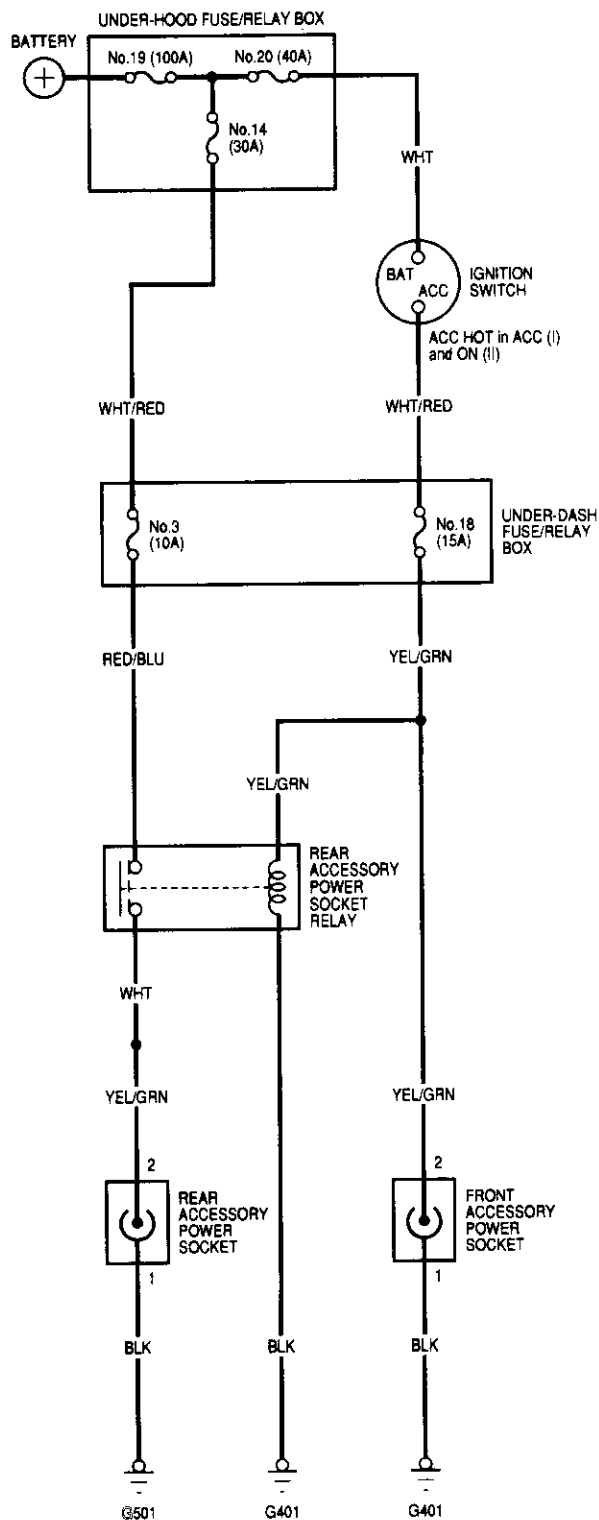 UNDER-HOOD FUSE/RELAY BOX
BATTERY
No.19 (100A)
No.20 (40A)
No.14
(30A)
WHT
BAT
ACC
IGNITION
SWITCH
ACC HOT in ACC (I)
and ON (II)
WHT/RED
WHT/RED
No.3
(10A)
No.18
(15A)
UNDER-DASH
FUSE/RELAY
BOX
RED/BLU
YEL/GRN
YEL/GRN
REAR
ACCESSORY
POWER
SOCKET
RELAY
WHT
YEL/GRN
YEL/GRN
2
REAR
ACCESSORY
POWER
SOCKET
1
2
FRONT
ACCESSORY
POWER
SOCKET
1
BLK
BLK
BLK
G501
G401
G401